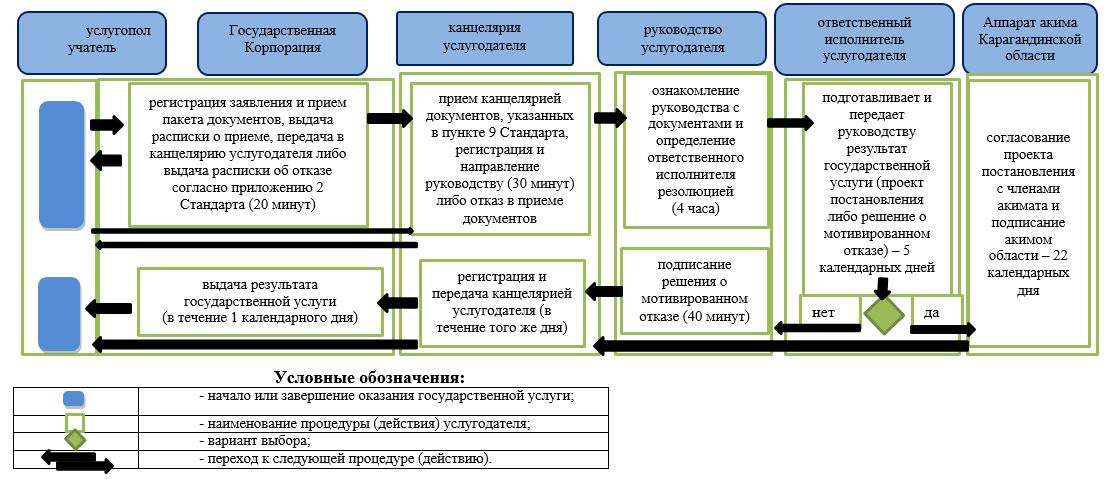 услугопол
учатель
Государственная
Корпорация
канцелярия
услугодателя
руководство
услугодателя
ответственный
исполнитель
услугодателя
Аппарат акима
Карагандинской
области
регистрация заявления и прием
пакета документов, выдача
расписки о приеме, передача в
канцелярию услугодателя либо
выдача расписки об отказе
согласно приложению 2
Стандарта (20 минут)
прием канцелярией
документов, указанных
в пункте 9 Стандарта,
регистрация и
направление
руководству (30 минут)
либо отказ в приеме
документов
ознакомление
руководства с
документами и
определение
ответственного
исполнителя
резолюцией
(4 часа)
подготавливает и
передает
руководству
результат
государственной
услуги (проект
постановления
либо решение о
мотивированном
отказе) – 5
календарных дней
согласование
проекта
постановления
с членами
акимата и
подписание
акимом
области – 22
календарных
дня
выдача результата
государственной услуги
(в течение 1 календарного дня)
регистрация и
передача канцелярией
услугодателя (в
течение того же дня)
подписание
решения о
мотивированном
отказе (40 минут)
нет
да
Условные обозначения:
- начало или завершение оказания государственной услуги;
- наименование процедуры (действия) услугодателя;
- вариант выбора;
- переход к следующей процедуре (действию).